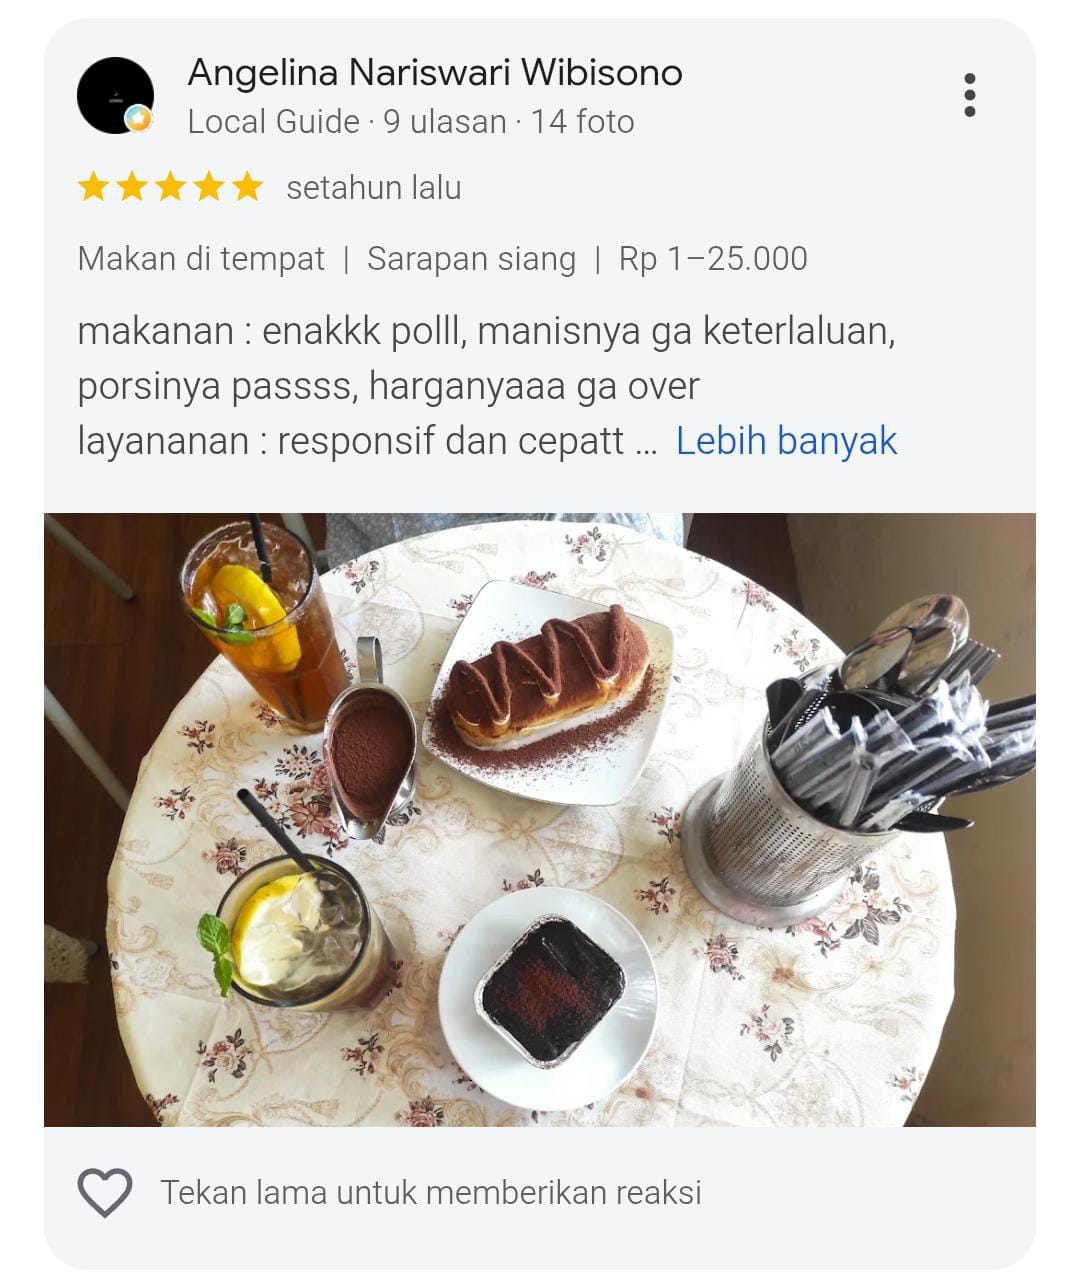 Angelina Nariswari Wibisono
Local Guide · 9 ulasan · 14 foto
setahun lalu
Makan di tempat | Sarapan siang | Rp 1–25.000
makanan : enakkk polll, manisnya ga keterlaluan,
porsinya passss, harganyaaa ga over
layananan : responsif dan cepatt ... Lebih banyak
Tekan lama untuk memberikan reaksi